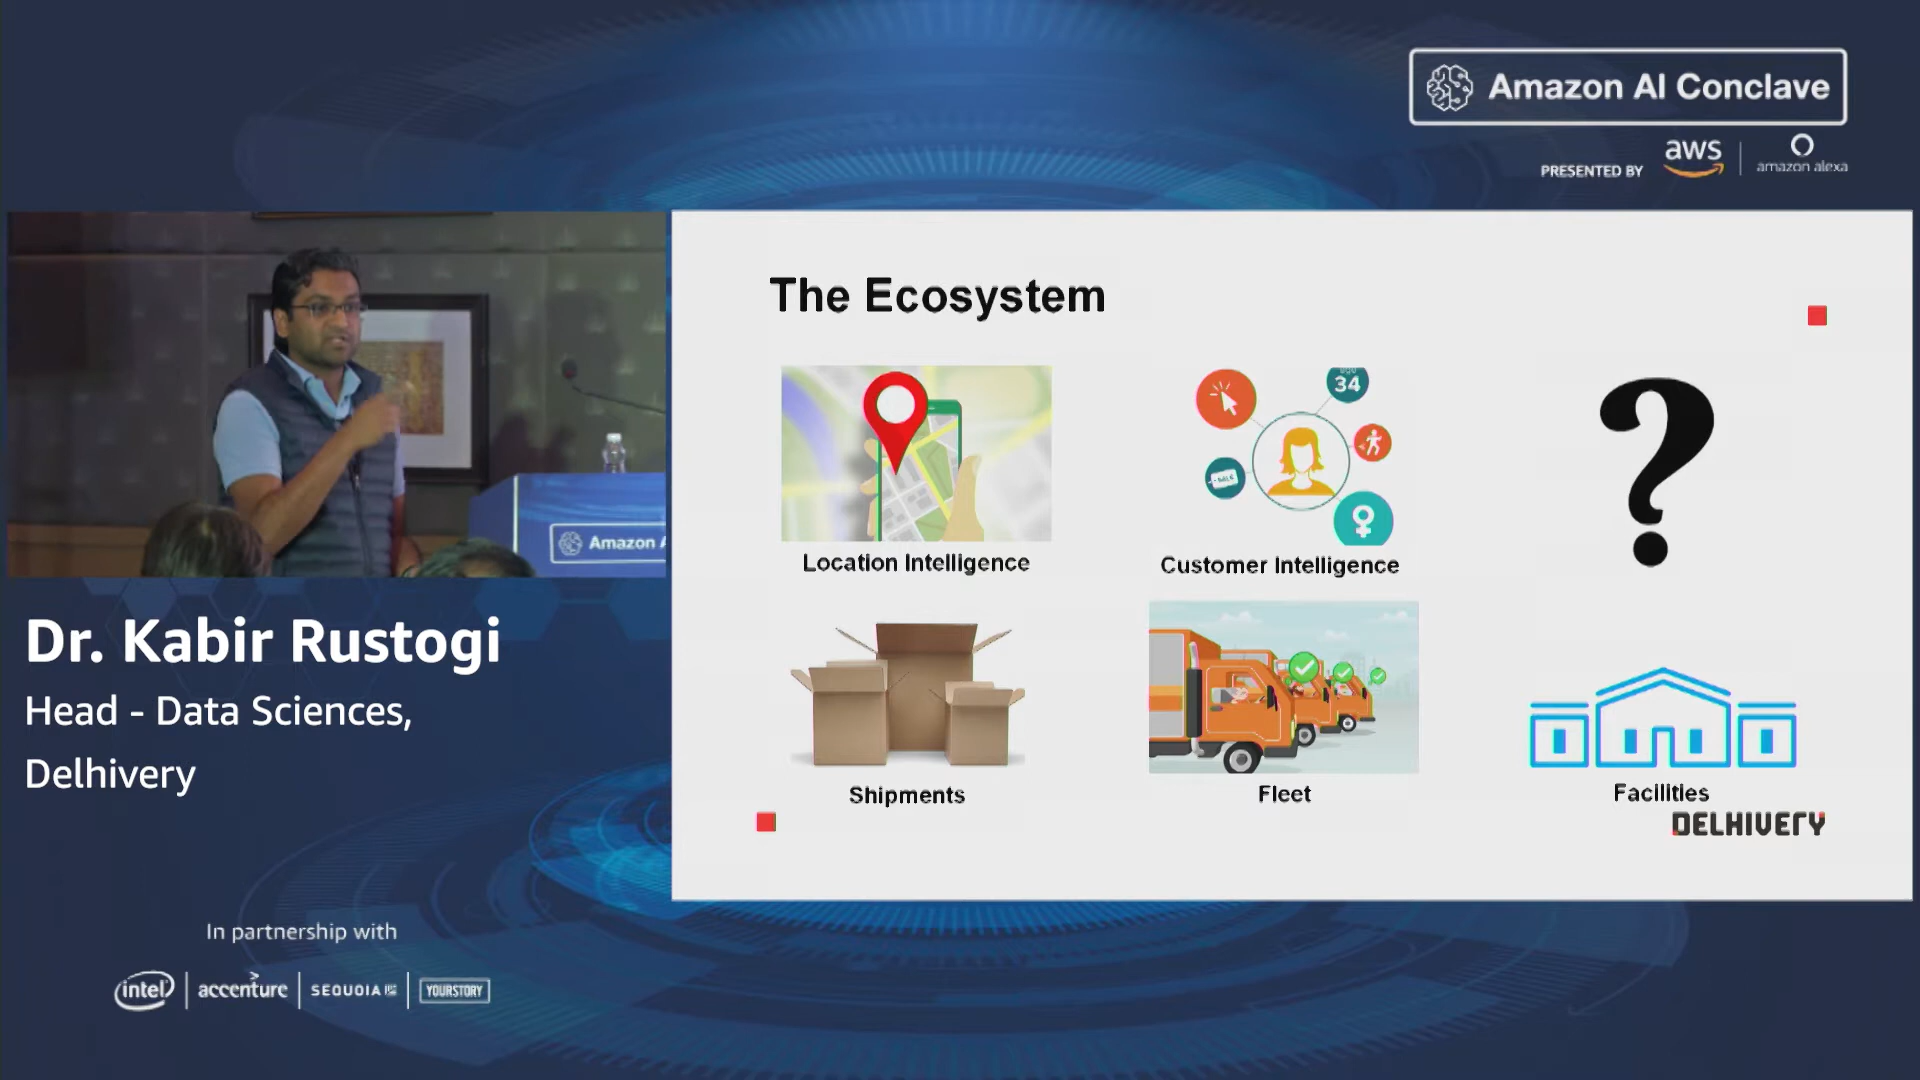 Amazon AI Conclave
PRESENTED BY
aws
amazon alexa
The Ecosystem
34
SALE
Location Intelligence
Customer Intelligence
?
Shipments
Fleet
Facilities
DELHIVERY
Amazon A
Dr. Kabir Rustogi
Head - Data Sciences,
Delhivery
In partnership with
intel
accenture
SEQUOIA
YOURSTORY